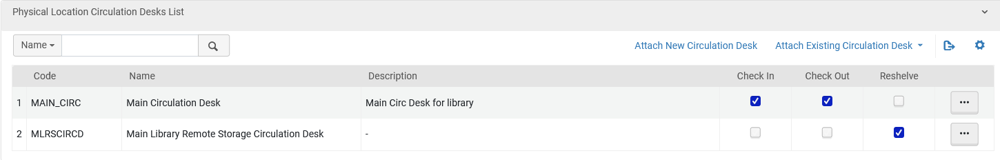 Physical Location Circulation Desks List
Name Attach New Circulation Desk Attach Existing Circulation Desk
Code Name Description Check In Check Out Reshelve
1 MAIN_CIRC Main Circulation Desk Main Circ Desk for library
2 MLRSCIRCD Main Library Remote Storage Circulation Desk -